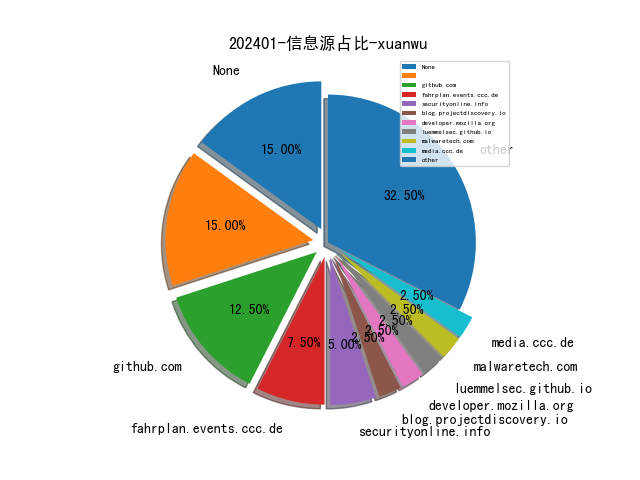 202401-信息源占比-xuanwu
None
None
github.com
fahrplan.events.ccc.de
securityonline.info
blog.projectdiscovery.io
developer.mozilla.org
luemmelsec.github.io
malwaretech.com
media.ccc.de
other
other
15.00%
32.50%
15.00%
12.50%
7.50%
5.00%
2.50%
2.50%
2.50%
2.50%
2.50%
github.com
fahrplan.events.ccc.de
securityonline.info
blog.projectdiscovery.io
developer.mozilla.org
luemmelsec.github.io
malwaretech.com
media.ccc.de